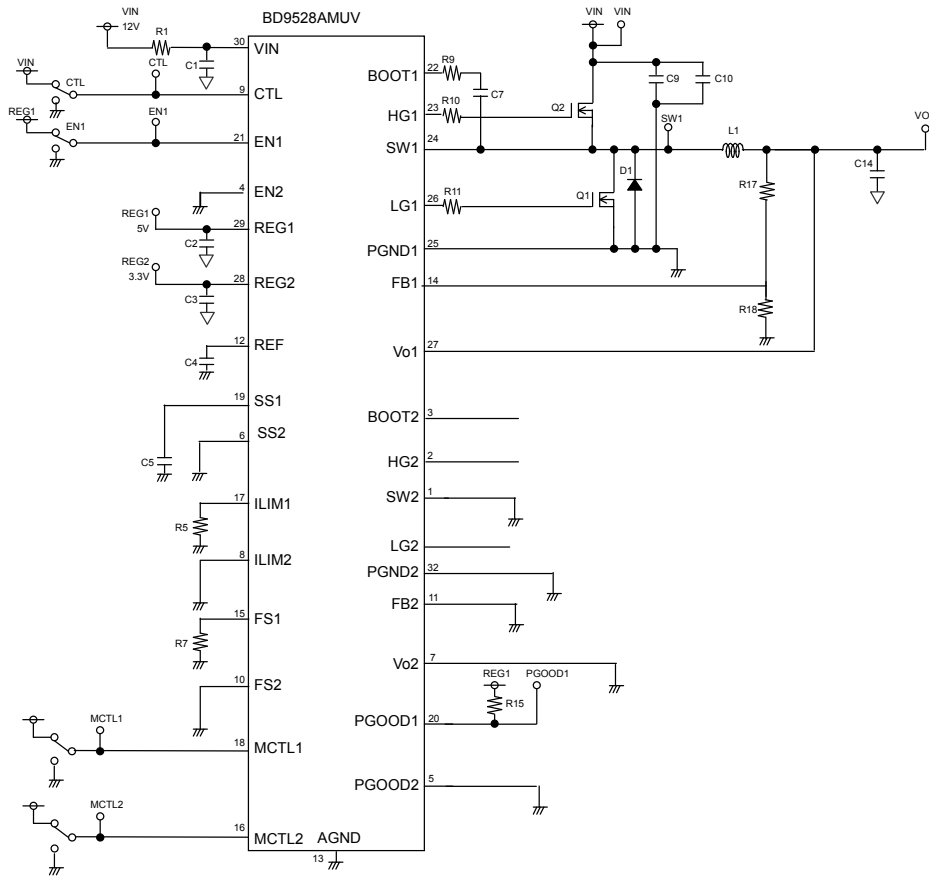 BD9528AMUV
VIN
12V
R1
30
VIN
C1
VIN
CTL
CTL
9
CTL
REG1
EN1
EN1
21
EN1
4
EN2
REG1
5V
29
REG1
C2
REG2
3.3V
28
REG2
C3
12
REF
C4
19
SS1
6
SS2
C5
17
ILIM1
R5
8
ILIM2
15
FS1
R7
10
FS2
MCTL1
18
MCTL1
MCTL2
16
MCTL2
AGND
13
VIN
VIN
BOOT1
22
R9
C7
C9
C10
HG1
23
R10
Q2
SW1
24
SW1
L1
VO
D1
R17
C14
LG1
26
R11
Q1
PGND1
25
FB1
14
R18
Vo1
27
BOOT2
3
HG2
2
SW2
1
LG2
PGND2
32
FB2
11
Vo2
7
REG1
PGOOD1
R15
PGOOD1
20
PGOOD2
5